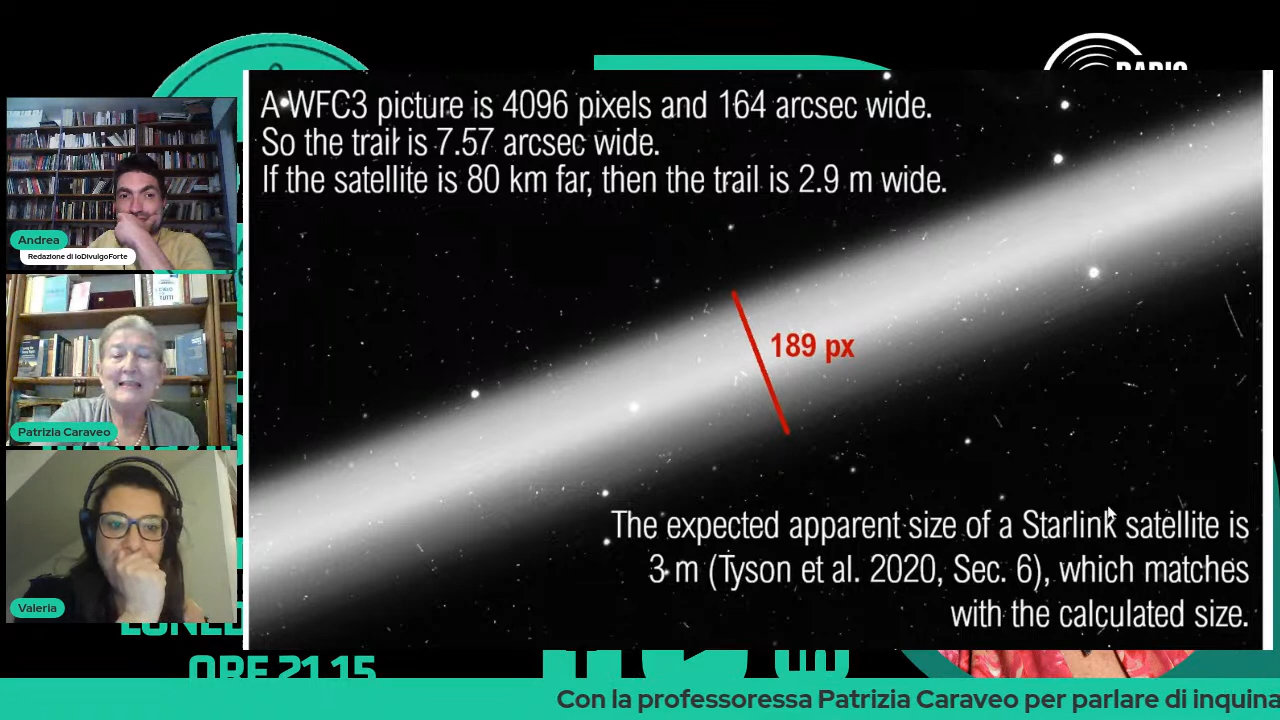 RADIO
A WFC3 picture is 4096 pixels and 164 arcsec wide.
So the trail is 7.57 arcsec wide.
If the satellite is 80 km far, then the trail is 2.9 m wide.
189 px
The expected apparent size of a Starlink satellite is
3 m (Tyson et al. 2020, Sec. 6), which matches
with the calculated size.
Andrea
Redazione di IoDivulgoForte
Patrizia Caraveo
Valeria
ORE 21.15
Con la professoressa Patrizia Caraveo per parlare di inquina